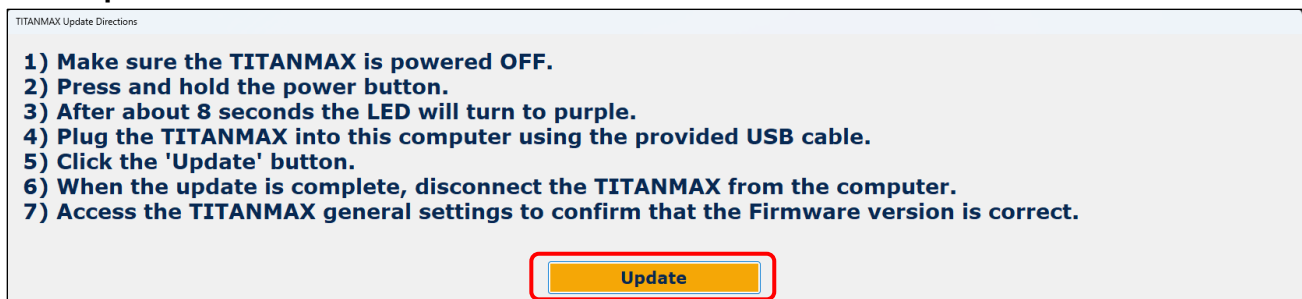 TITANMAX Update Directions
1) Make sure the TITANMAX is powered OFF.
2) Press and hold the power button.
3) After about 8 seconds the LED will turn to purple.
4) Plug the TITANMAX into this computer using the provided USB cable.
5) Click the 'Update' button.
6) When the update is complete, disconnect the TITANMAX from the computer.
7) Access the TITANMAX general settings to confirm that the Firmware version is correct.
Update